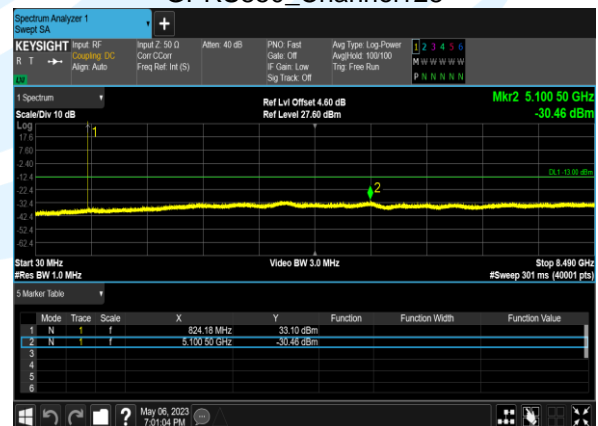 Spectrum Analyzer 1
Swept SA
+
KEYSIGHT Input: RF Input Z: 50 Ω Atten: 40 dB PNO: Fast Avg Type: Log-Power 1 2 3 4 5 6
R T Coupling: DC Corr CCorr Gate: Off Avg|Hold: 100/100 M W W W W W
Align: Auto Freq Ref: Int (S) IF Gain: Low Trig: Free Run
Sig Track: Off P N N N N N
1 Spectrum Ref Lvl Offset 4.60 dB Mkr2 5.100 50 GHz
Scale/Div 10 dB Ref Level 27.60 dBm -30.46 dBm
Log
17.6 1
7.60
-2.40
-12.4 DL1 -13.00 dBm
-22.4 2
-32.4
-42.4
-52.4
-62.4
Start 30 MHz Video BW 3.0 MHz Stop 8.490 GHz
#Res BW 1.0 MHz #Sweep 301 ms (40001 pts)
5 Marker Table
Mode Trace Scale X Y Function Function Width Function Value
1 N 1 f 824.18 MHz 33.10 dBm
2 N 1 f 5.100 50 GHz -30.46 dBm
3
4
5
6
? May 06, 2023
7:01:04 PM